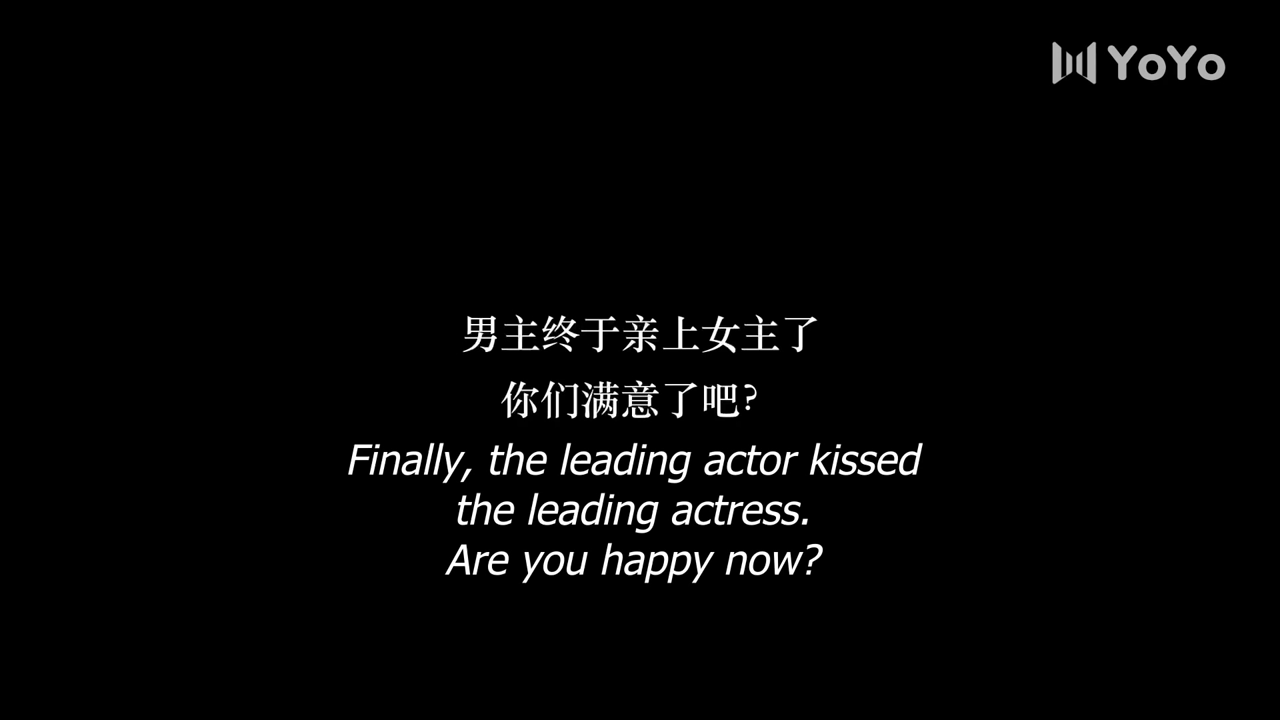 YoYo
男主终于亲上女主了
你们满意了吧?
Finally, the leading actor kissed
the leading actress.
Are you happy now?